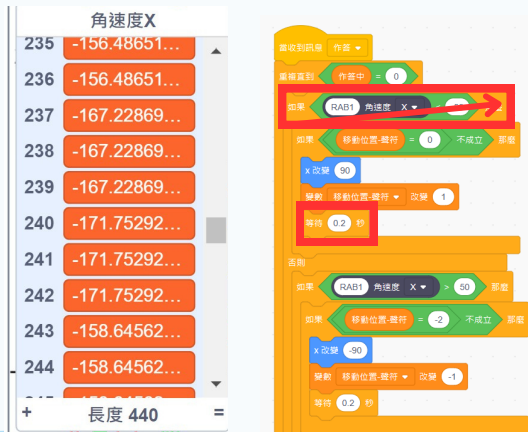 角速度X
235 -156.48651...
236 -156.48651...
237 -167.22869...
238 -167.22869...
239 -167.22869...
240 -171.75292...
241 -171.75292...
242 -171.75292...
243 -158.64562...
244 -158.64562...
+ 長度 440 =
當收到訊息 作答
重複直到 作答中 = 0
如果 RAB1 角速度 X
如果 移動位置-聲符 = 0 不成立 那麼
x 改變 90
變數 移動位置-聲符 改變 1
等待 0.2 秒
否則
如果 RAB1 角速度 X > 50 那麼
如果 移動位置-聲符 = -2 不成立 那麼
x 改變 -90
變數 移動位置-聲符 改變 -1
等待 0.2 秒